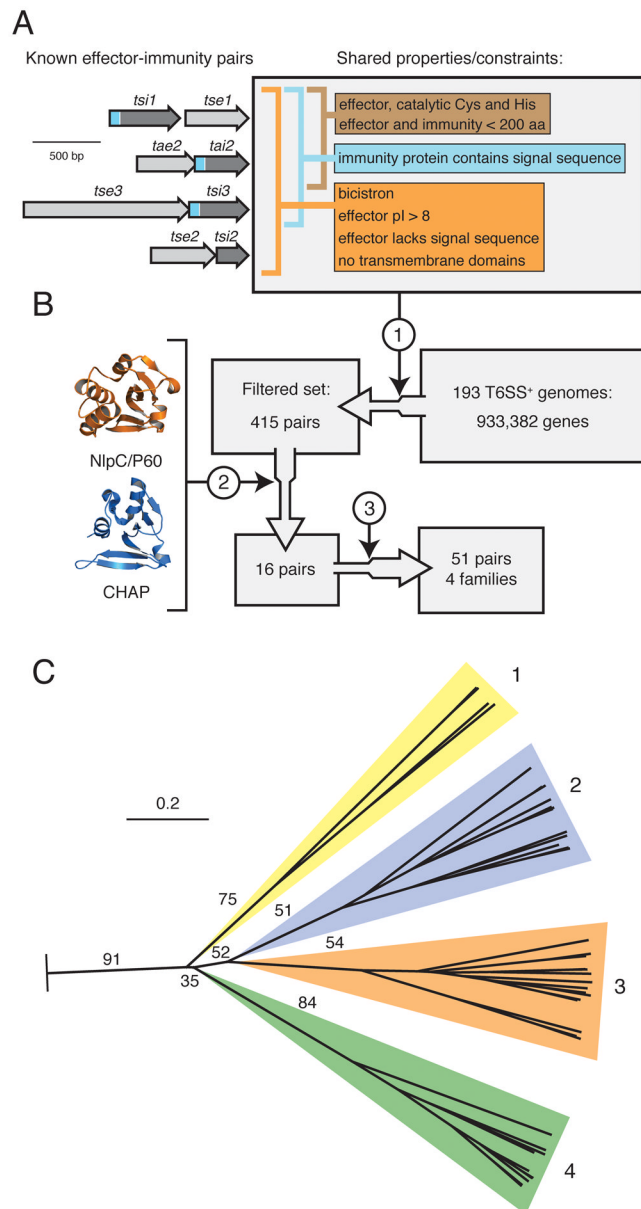 A
Known effector-immunity pairs
Shared properties/constraints:
tsi1 tse1
500 bp
tae2 tai2
tse3 tsi3
tse2 tsi2
effector, catalytic Cys and His
effector and immunity < 200 aa
immunity protein contains signal sequence
bicistron
effector pI > 8
effector lacks signal sequence
no transmembrane domains
B
1
NlpC/P60
CHAP
2
Filtered set:
415 pairs
193 T6SS⁺ genomes:
933,382 genes
3
16 pairs
51 pairs
4 families
C
0.2
1
2
3
4
75
51
52
54
91
35
84